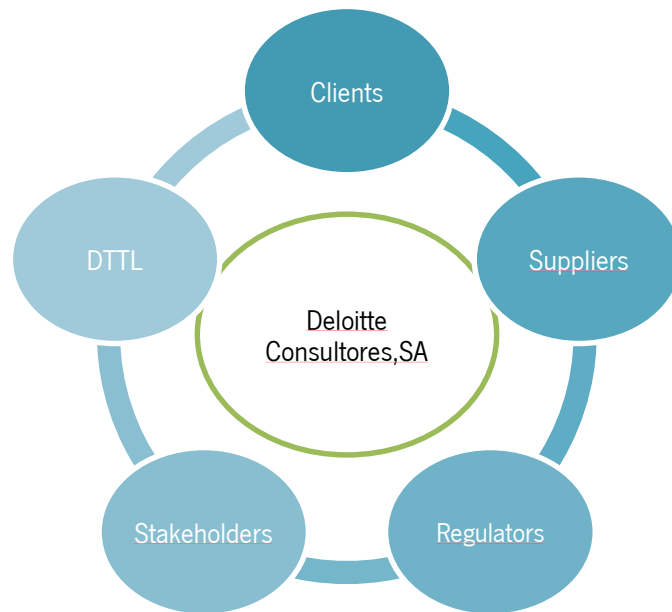 Clients
DTTL
Suppliers
Deloitte
Consultores,SA
Stakeholders
Regulators